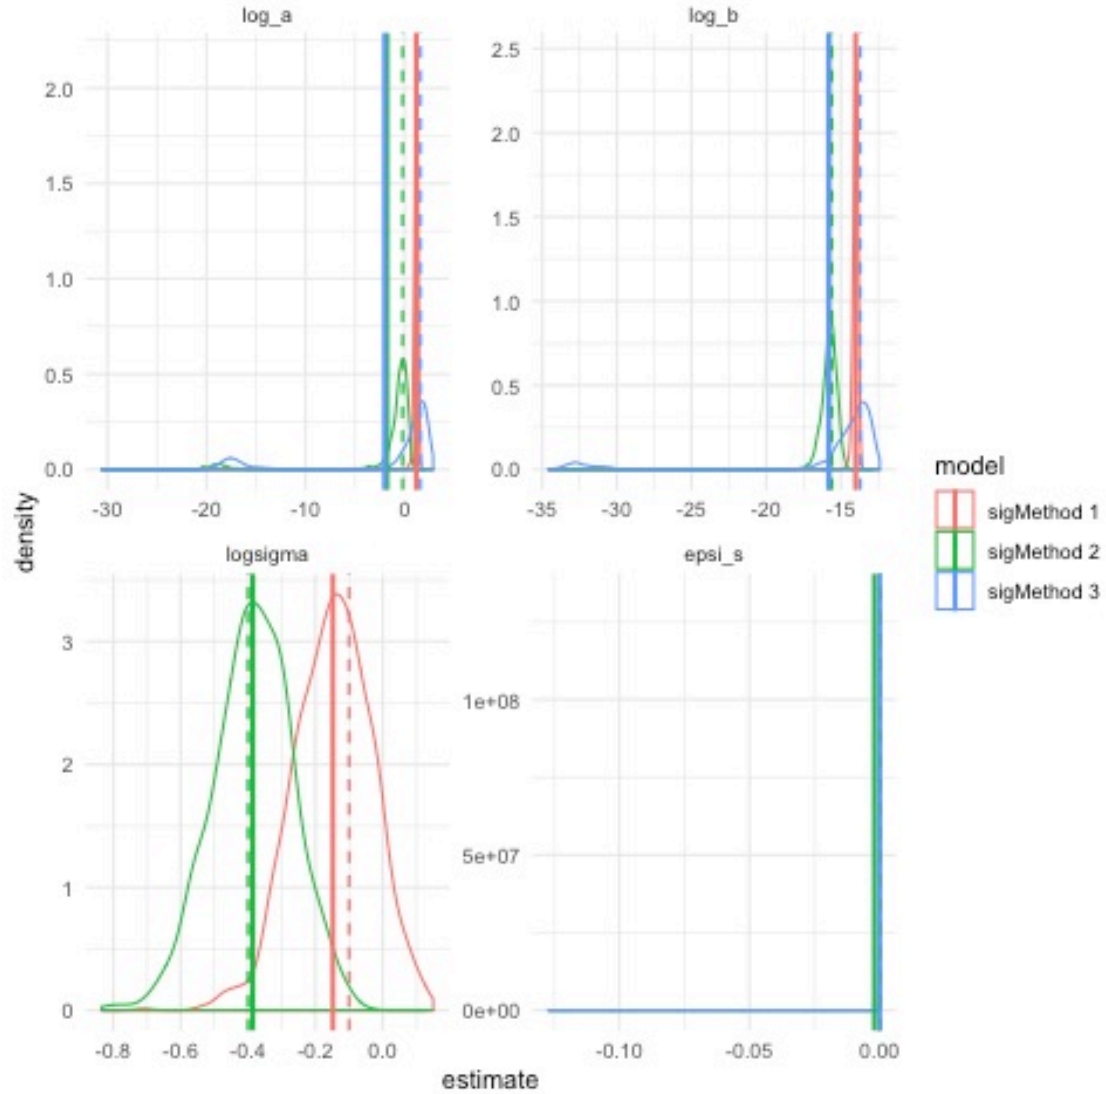 log_a
log_b
2.0
1.5
1.0
0.5
0.0
-30 -20 -10 0
2.5
2.0
1.5
1.0
0.5
0.0
-35 -30 -25 -20 -15
density
model
sigMethod 1
sigMethod 2
sigMethod 3
logsigma
epsi_s
3
2
1
0
-0.8 -0.6 -0.4 -0.2 0.0
1e+08
5e+07
0e+00
-0.10 -0.05 0.00
estimate